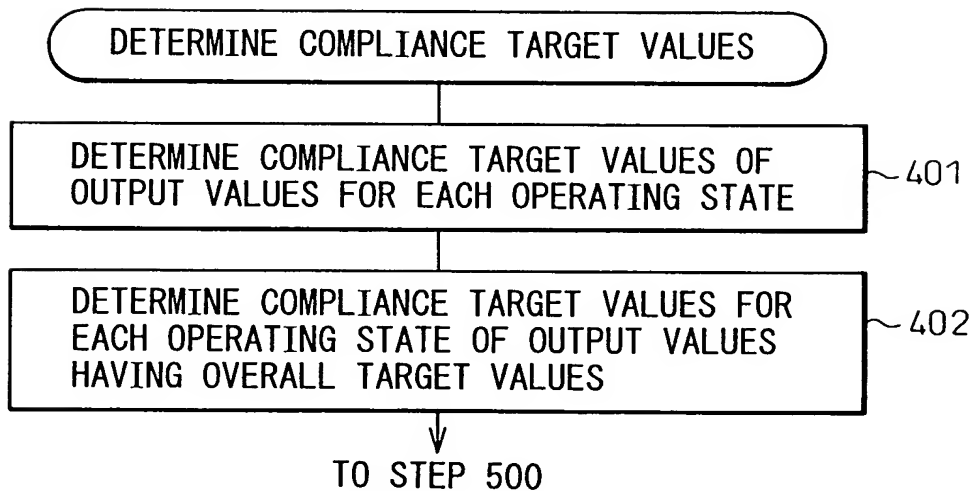 DETERMINE COMPLIANCE TARGET VALUES
DETERMINE COMPLIANCE TARGET VALUES OF
OUTPUT VALUES FOR EACH OPERATING STATE
401
DETERMINE COMPLIANCE TARGET VALUES FOR
EACH OPERATING STATE OF OUTPUT VALUES
HAVING OVERALL TARGET VALUES
402
TO STEP 500